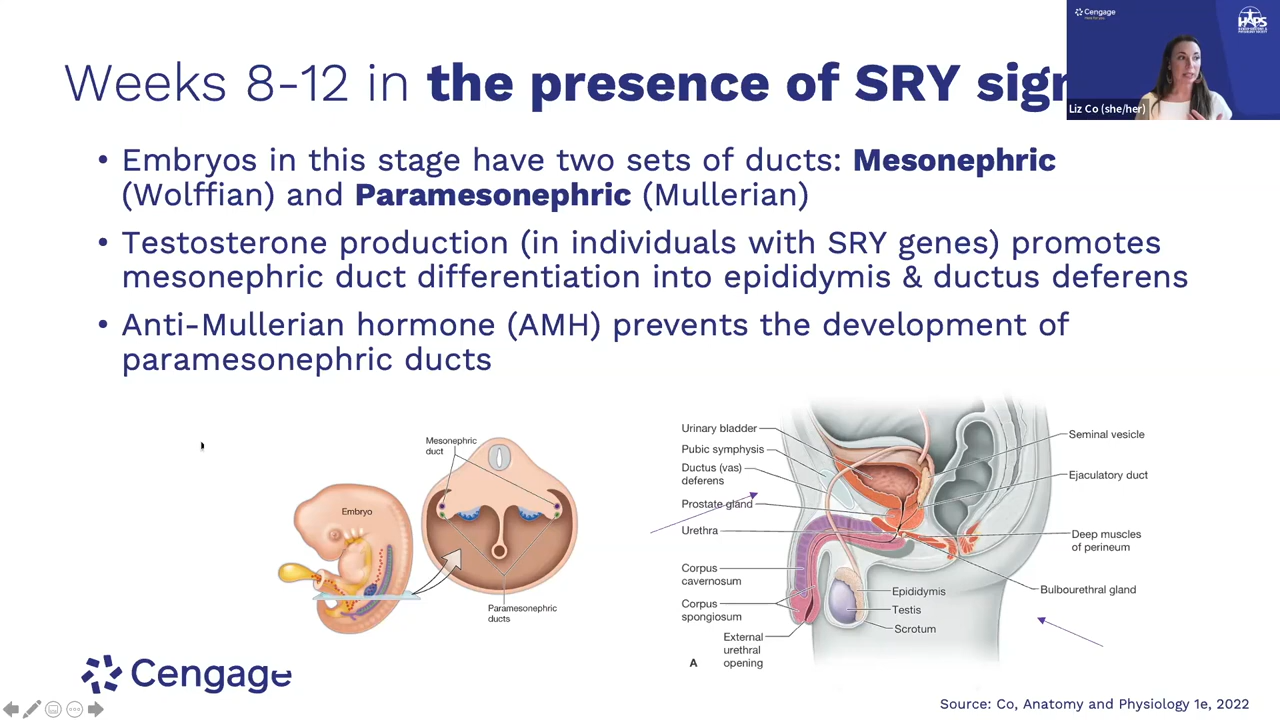 Weeks 8-12 in the presence of SRY sign
Cengage
HAPS
Liz Co (she/her)
• Embryos in this stage have two sets of ducts: Mesonephric
(Wolffian) and Paramesonephric (Mullerian)
• Testosterone production (in individuals with SRY genes) promotes
mesonephric duct differentiation into epididymis & ductus deferens
• Anti-Mullerian hormone (AMH) prevents the development of
paramesonephric ducts
Mesonephric
duct
Embryo
Paramesonephric
ducts
Urinary bladder
Pubic symphysis
Ductus (vas)
deferens
Prostate gland
Urethra
Corpus
cavernosum
Corpus
spongiosum
External
urethral
opening
A
Seminal vesicle
Ejaculatory duct
Deep muscles
of perineum
Bulbourethral gland
Epididymis
Testis
Scrotum
Cengage
Source: Co, Anatomy and Physiology 1e, 2022